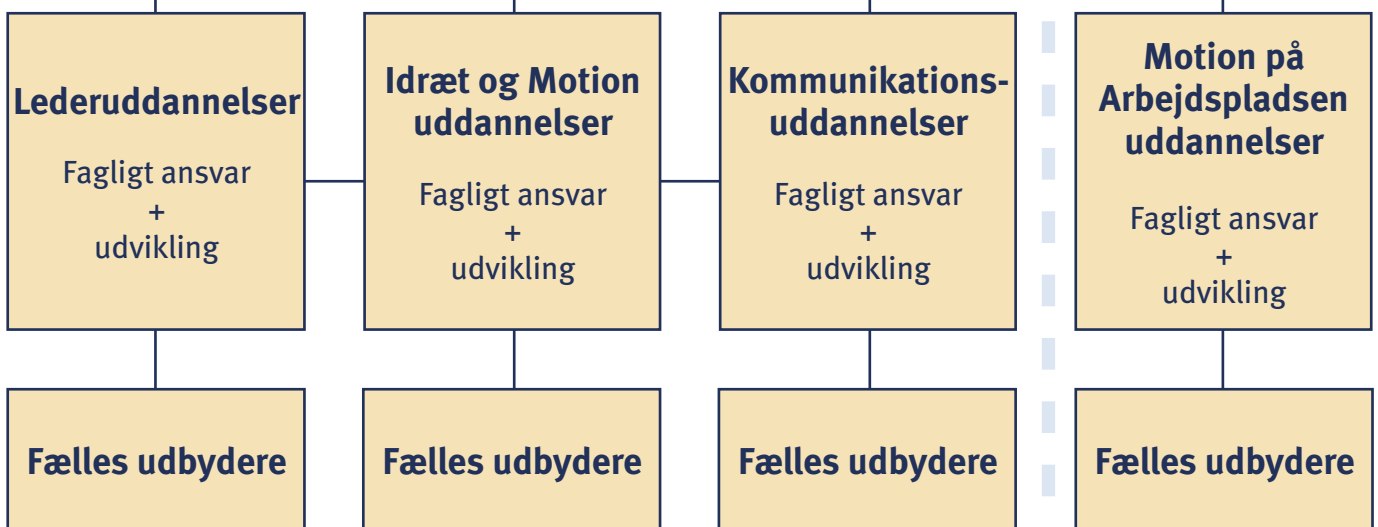 Lederuddannelser
Fagligt ansvar
+
udvikling
Idræt og Motion
uddannelser
Fagligt ansvar
+
udvikling
Kommunikations-
uddannelser
Fagligt ansvar
+
udvikling
Motion på
Arbejdspladsen
uddannelser
Fagligt ansvar
+
udvikling
Fælles udbydere
Fælles udbydere
Fælles udbydere
Fælles udbydere